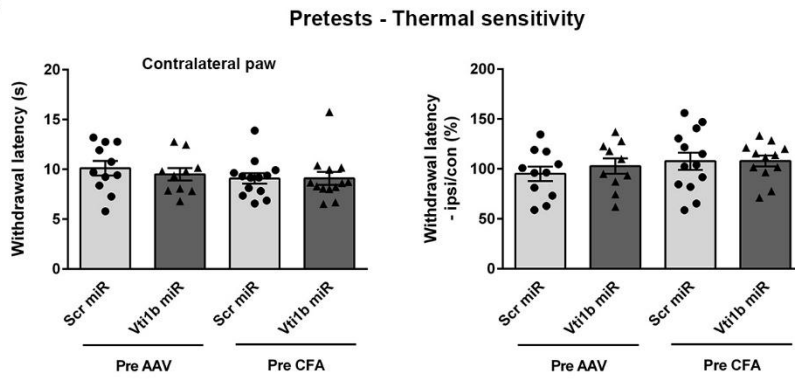 Pretests - Thermal sensitivity
Contralateral paw
Withdrawal latency (s)
20
15
10
5
0
Scr miR
Vti1b miR
Scr miR
Vti1b miR
Pre AAV
Pre CFA
Withdrawal latency
- ipsi/con (%)
200
150
100
50
0
Scr miR
Vti1b miR
Scr miR
Vti1b miR
Pre AAV
Pre CFA